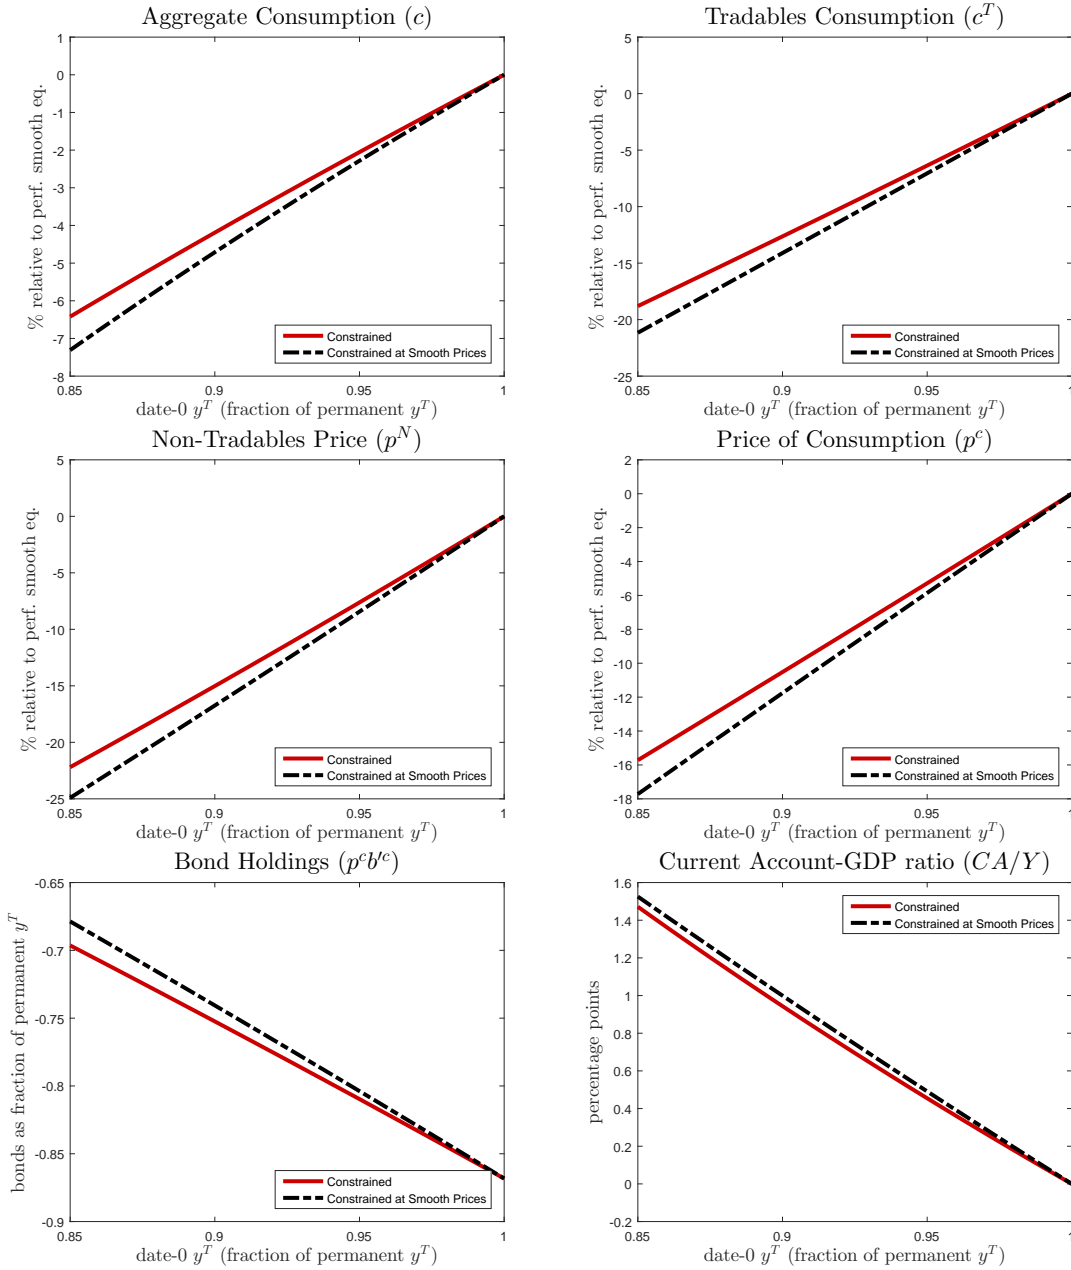 Aggregate Consumption (c)
% relative to perf. smooth eq.
1
0
-1
-2
-3
-4
-5
-6
-7
-8
Constrained
Constrained at Smooth Prices
0.85 0.9 0.95 1
date-0 y^T (fraction of permanent y^T)
Tradables Consumption (c^T)
% relative to perf. smooth eq.
5
0
-5
-10
-15
-20
-25
Constrained
Constrained at Smooth Prices
0.85 0.9 0.95 1
date-0 y^T (fraction of permanent y^T)
Non-Tradables Price (p^N)
% relative to perf. smooth eq.
5
0
-5
-10
-15
-20
-25
Constrained
Constrained at Smooth Prices
0.85 0.9 0.95 1
date-0 y^T (fraction of permanent y^T)
Price of Consumption (p^c)
% relative to perf. smooth eq.
2
0
-2
-4
-6
-8
-10
-12
-14
-16
-18
Constrained
Constrained at Smooth Prices
0.85 0.9 0.95 1
date-0 y^T (fraction of permanent y^T)
Bond Holdings (p^c b'^c)
bonds as fraction of permanent y^T
-0.65
-0.7
-0.75
-0.8
-0.85
-0.9
Constrained
Constrained at Smooth Prices
0.85 0.9 0.95 1
date-0 y^T (fraction of permanent y^T)
Current Account-GDP ratio (CA/Y)
percentage points
1.6
1.4
1.2
1
0.8
0.6
0.4
0.2
0
-0.2
Constrained
Constrained at Smooth Prices
0.85 0.9 0.95 1
date-0 y^T (fraction of permanent y^T)